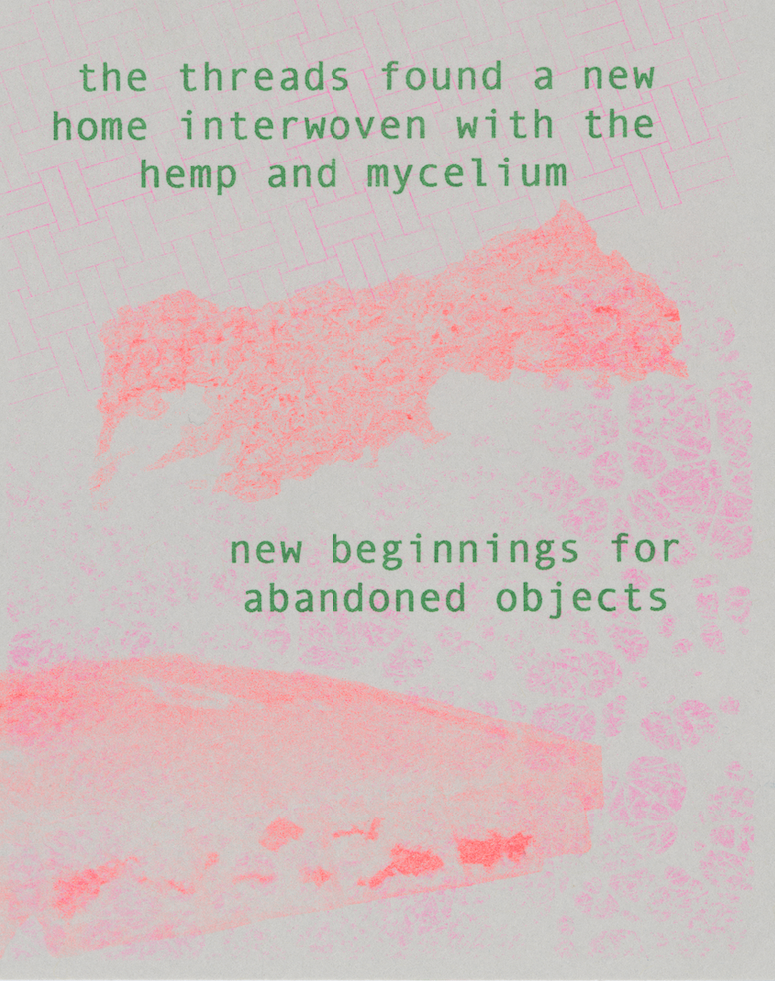 the threads found a new
home interwoven with the
hemp and mycelium
new beginnings for
abandoned objects